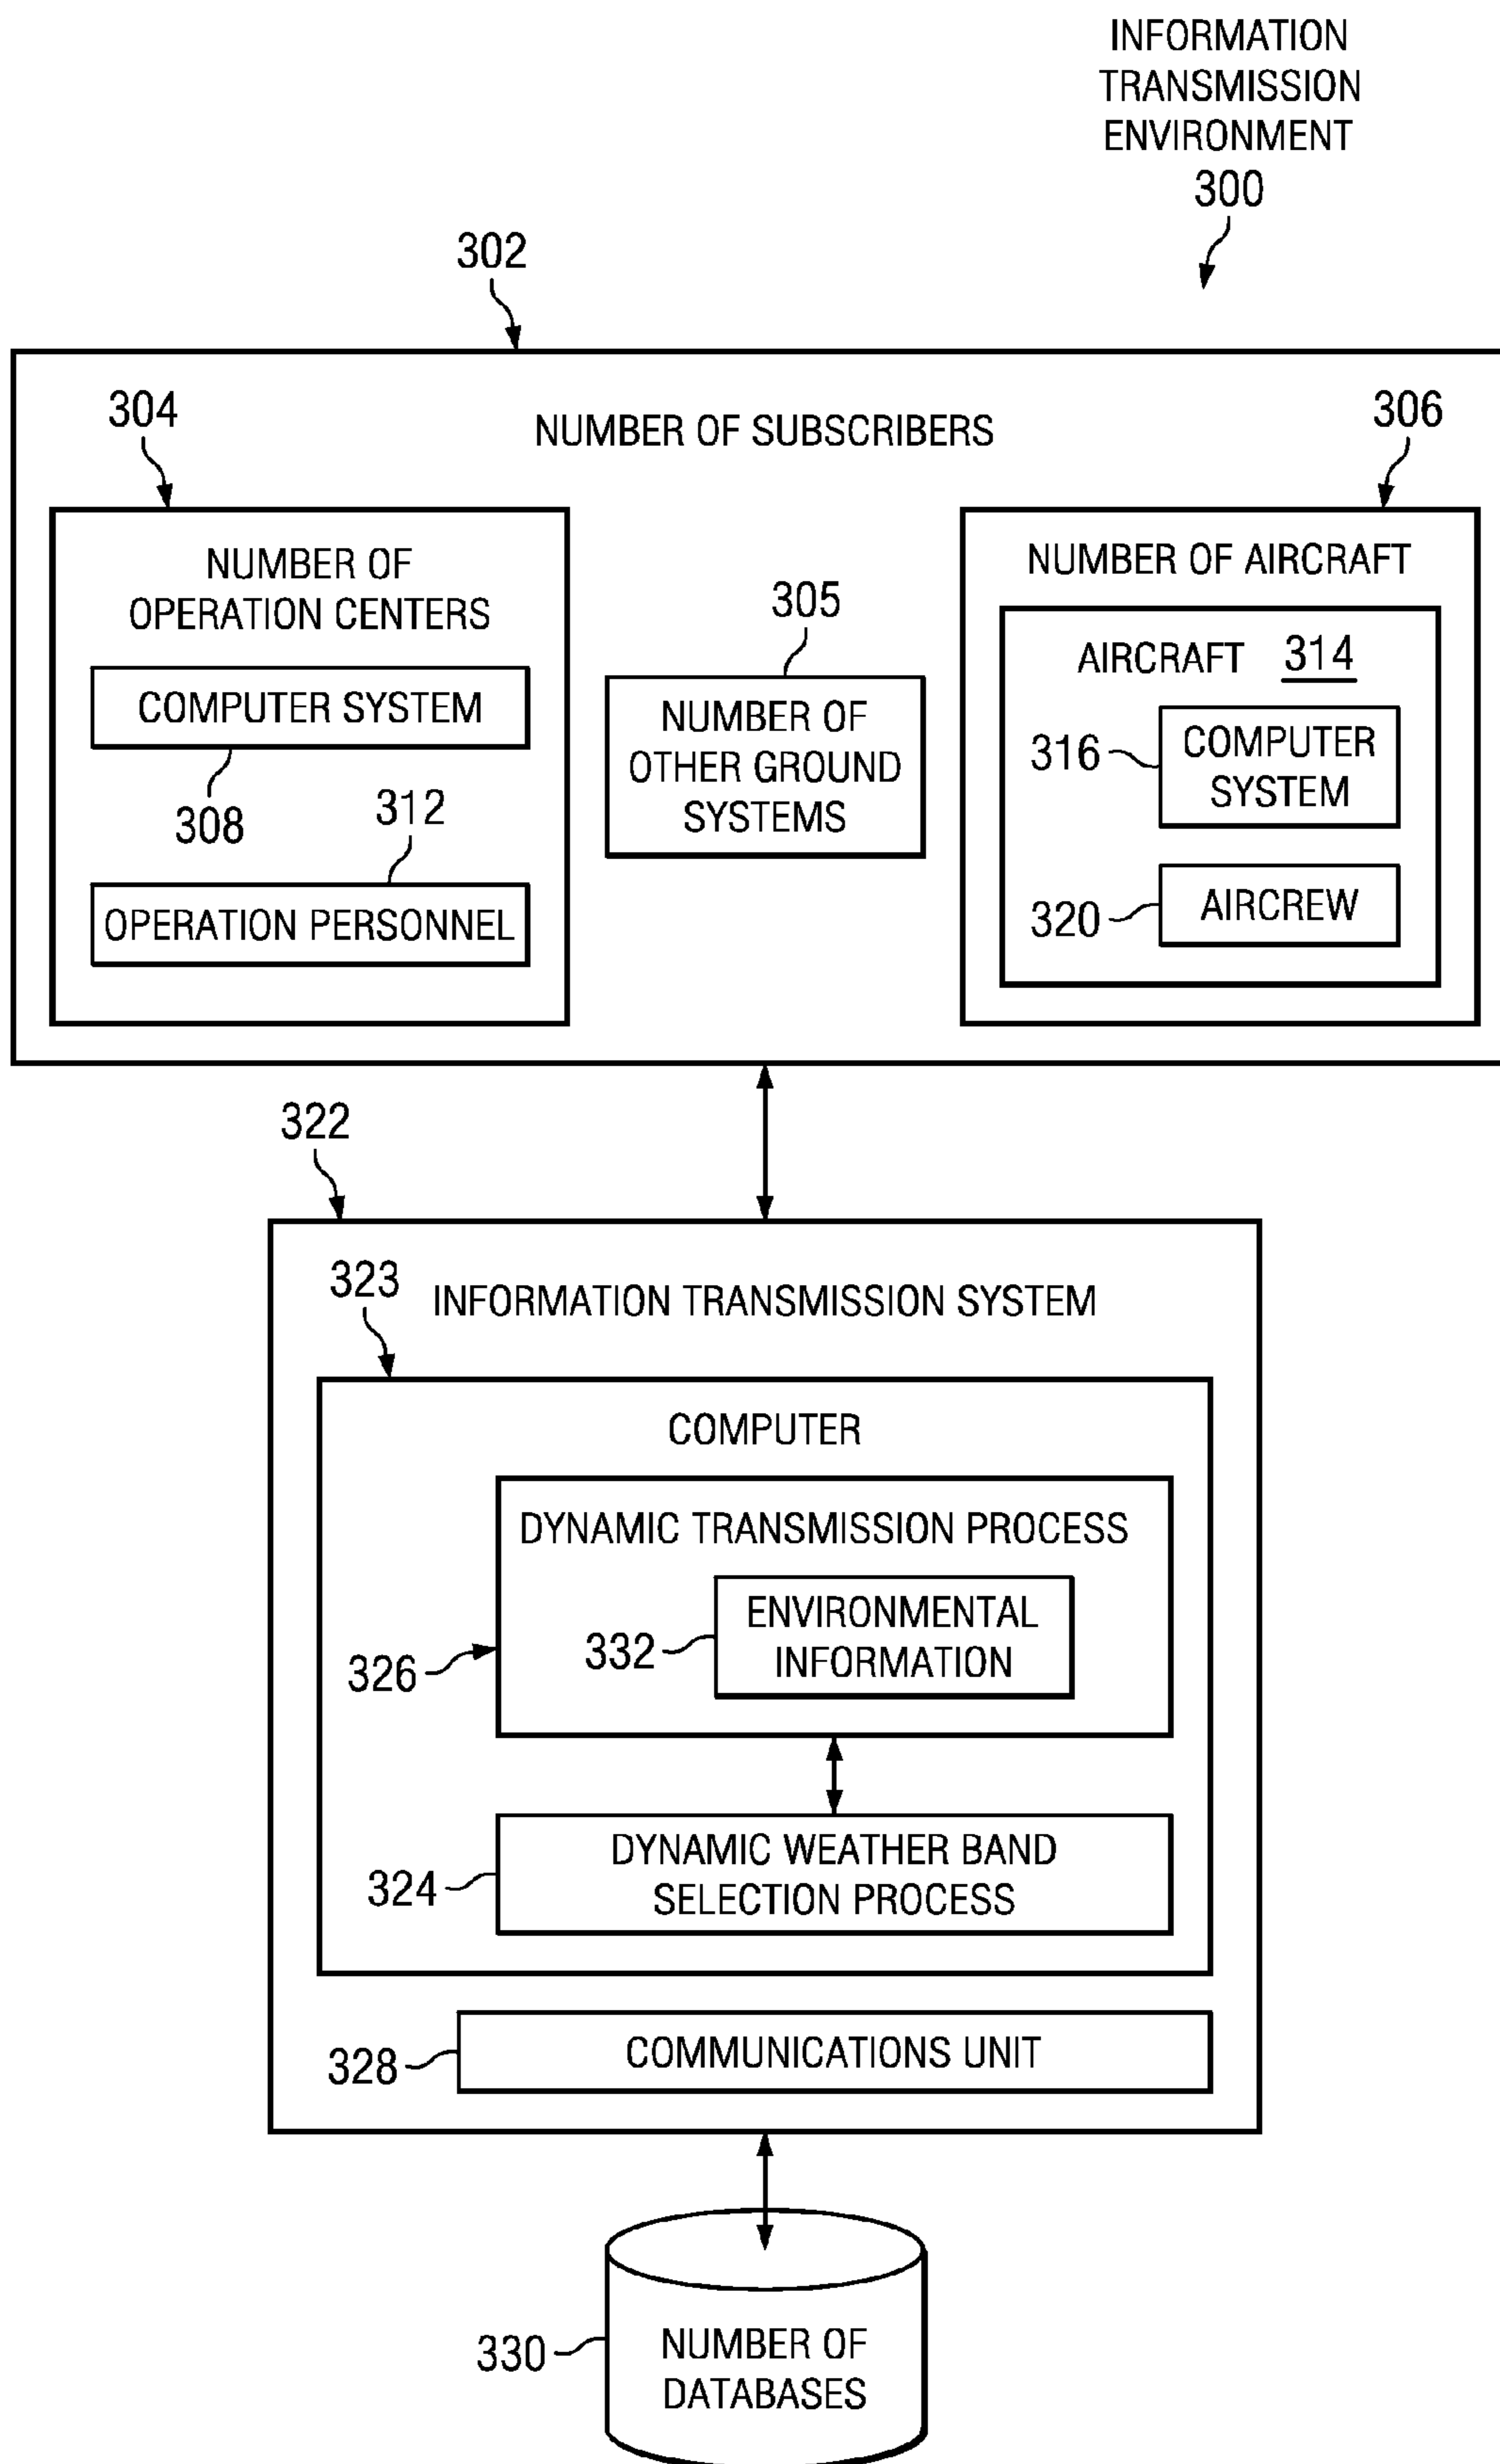 INFORMATION
TRANSMISSION
ENVIRONMENT
300
302
NUMBER OF SUBSCRIBERS
304
NUMBER OF
OPERATION CENTERS
COMPUTER SYSTEM
308
312
OPERATION PERSONNEL
305
NUMBER OF
OTHER GROUND
SYSTEMS
306
NUMBER OF AIRCRAFT
AIRCRAFT 314
316
COMPUTER
SYSTEM
320
AIRCREW
322
INFORMATION TRANSMISSION SYSTEM
323
COMPUTER
DYNAMIC TRANSMISSION PROCESS
326
332
ENVIRONMENTAL
INFORMATION
324
DYNAMIC WEATHER BAND
SELECTION PROCESS
328
COMMUNICATIONS UNIT
330
NUMBER OF
DATABASES